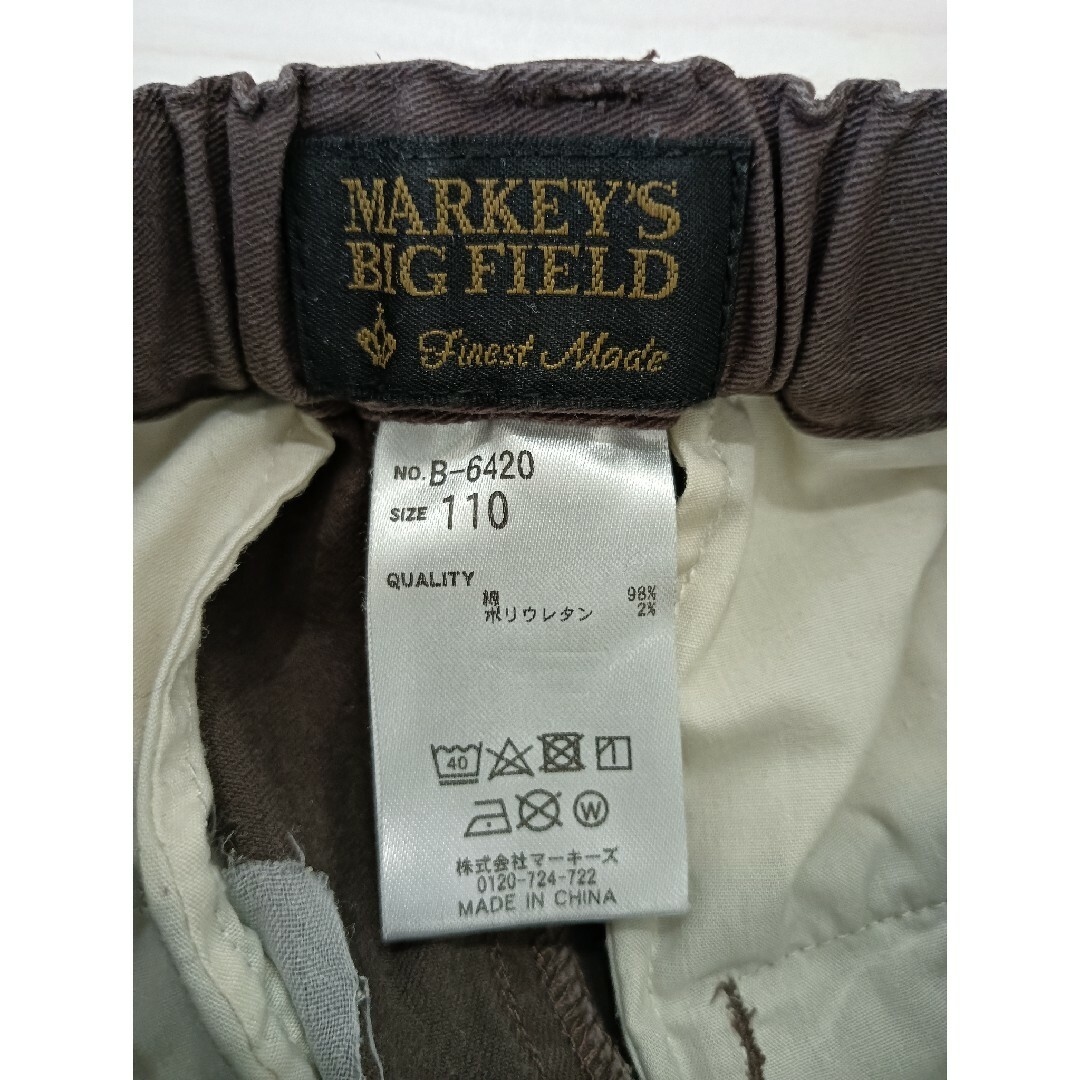 MARKEY'S
BIG FIELD
Finest Made
NO. B-6420
SIZE 110
QUALITY
綿 98%
ポリウレタン 2%
40
W
株式会社マーキーズ
0120-724-722
MADE IN CHINA